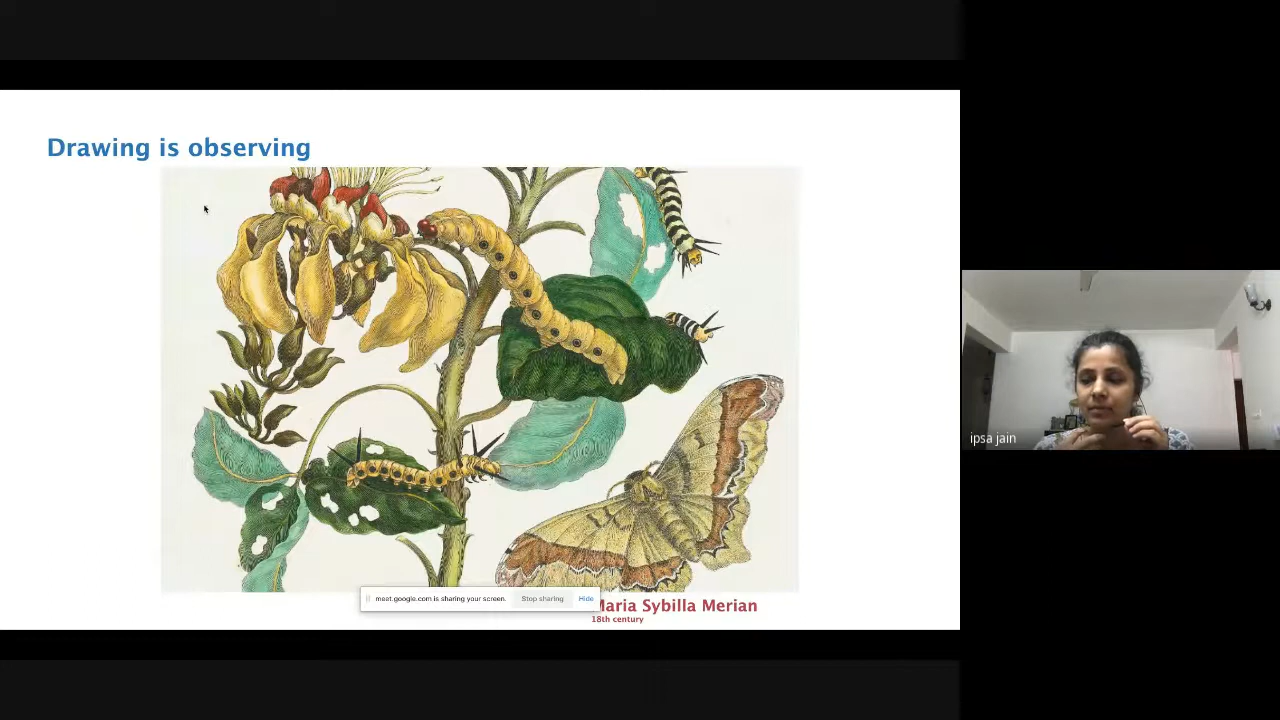 Drawing is observing
ipsa jain
meet.google.com is sharing your screen. Stop sharing Hide
Maria Sybilla Merian
18th century